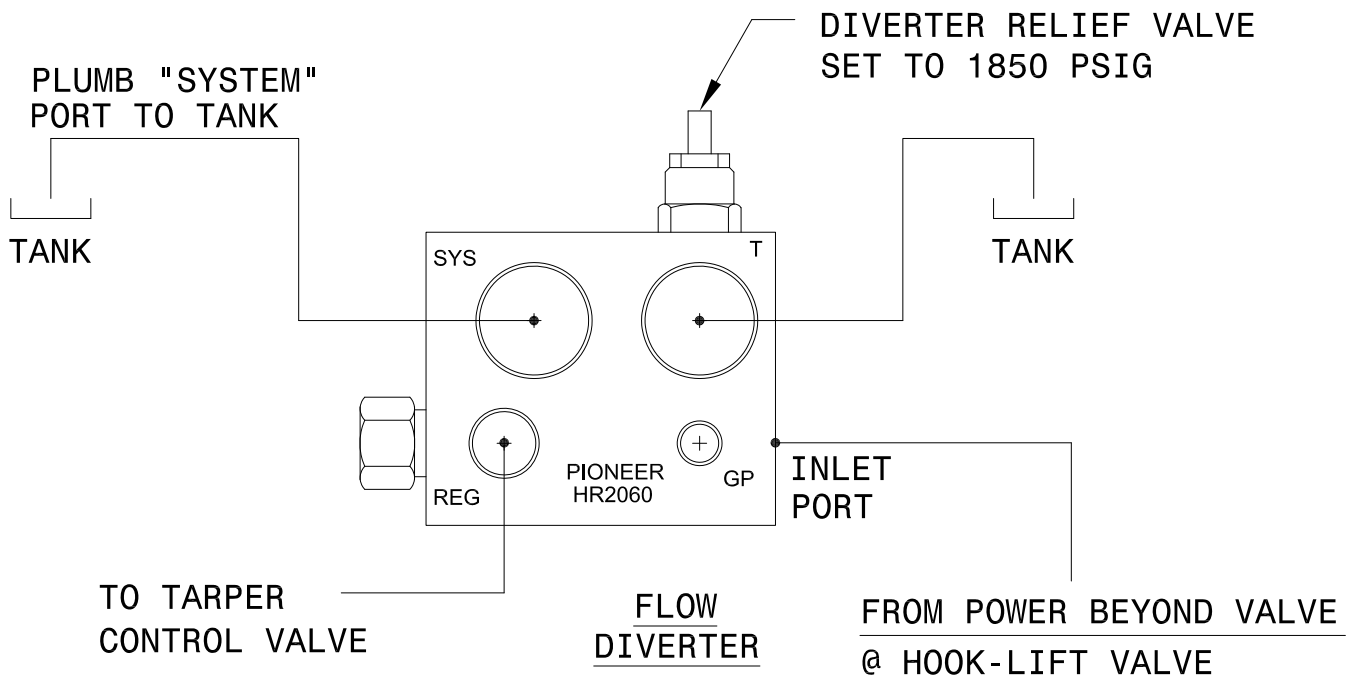 DIVERTER RELIEF VALVE
SET TO 1850 PSIG
PLUMB "SYSTEM"
PORT TO TANK
TANK
TANK
SYS
T
PIONEER
HR2060
GP
REG
INLET
PORT
TO TARPER
CONTROL VALVE
FLOW
DIVERTER
FROM POWER BEYOND VALVE
@ HOOK-LIFT VALVE